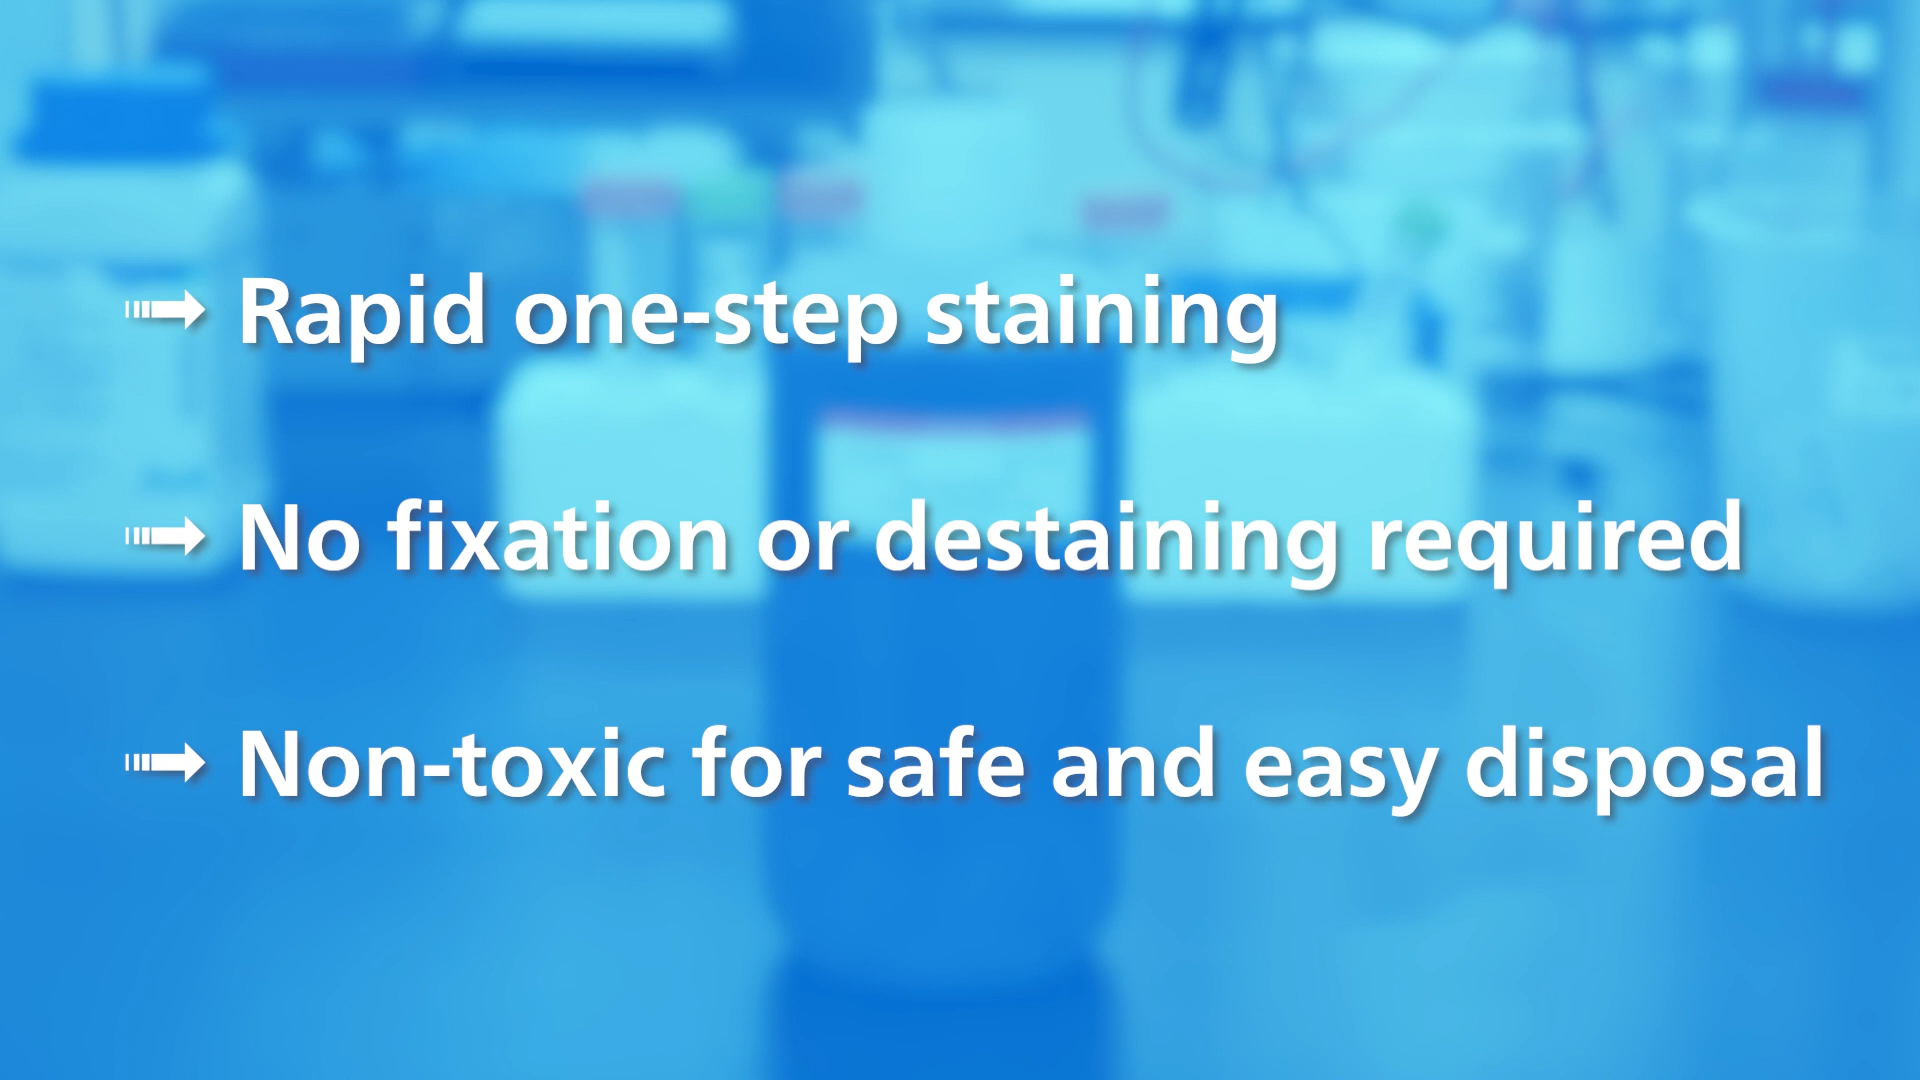 ➟ Rapid one-step staining
➟ No fixation or destaining required
➟ Non-toxic for safe and easy disposal